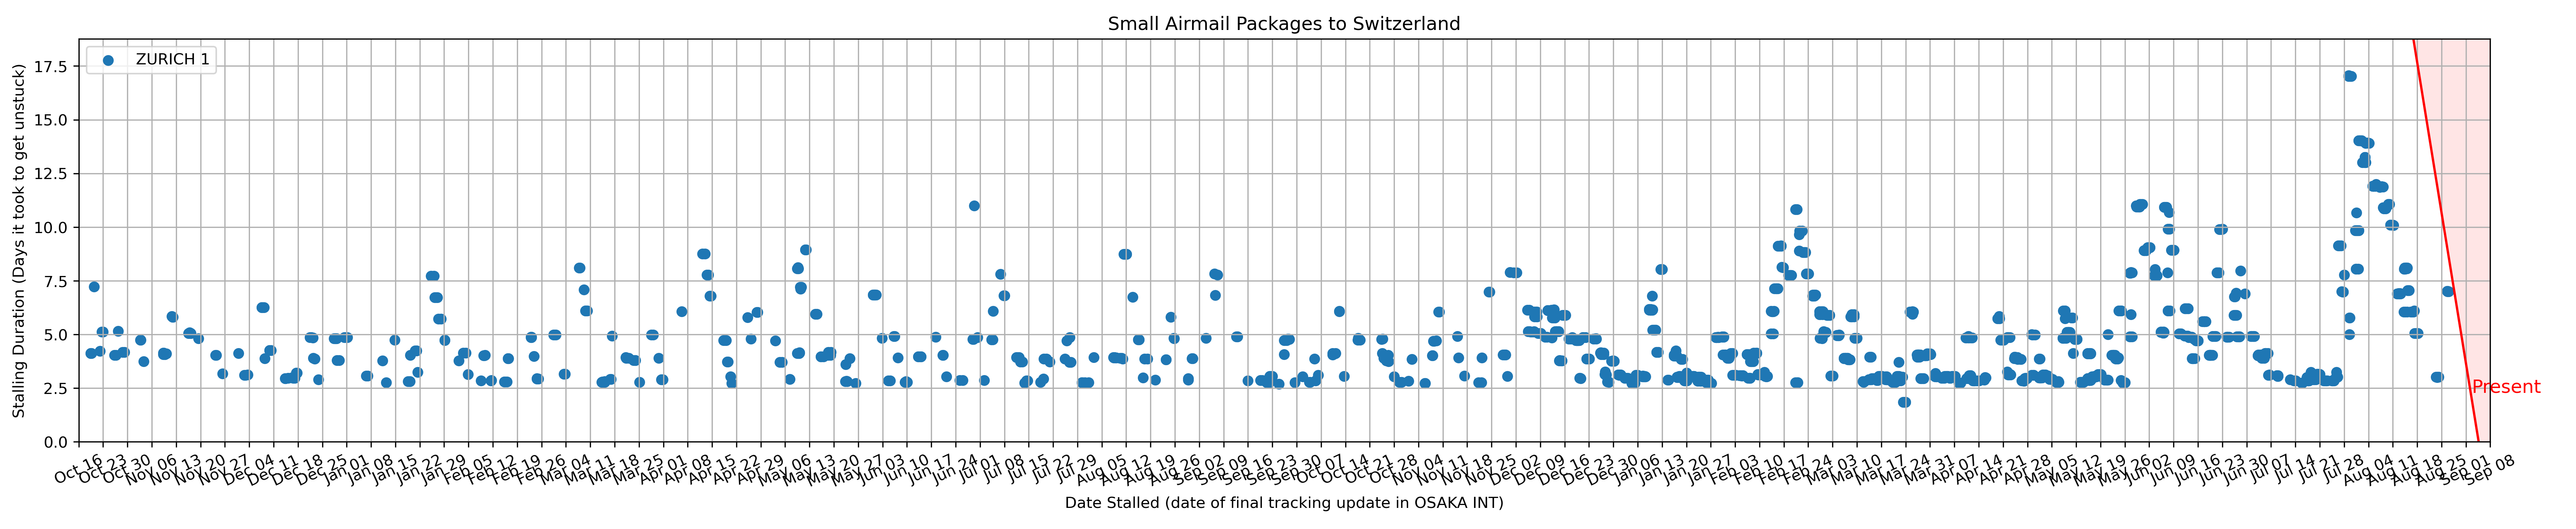 Small Airmail Packages to Switzerland
ZURICH 1
Stalling Duration (Days it took to get unstuck)
17.5
15.0
12.5
10.0
7.5
5.0
2.5
0.0
Present
Oct 16 Oct 23 Oct 30 Nov 06 Nov 13 Nov 20 Nov 27 Dec 04 Dec 11 Dec 18 Dec 25 Jan 01 Jan 08 Jan 15 Jan 22 Jan 29 Feb 05 Feb 12 Feb 19 Feb 26 Mar 04 Mar 11 Mar 18 Mar 25 Apr 01 Apr 08 Apr 15 Apr 22 Apr 29 May 06 May 13 May 20 May 27 Jun 03 Jun 10 Jun 17 Jun 24 Jul 01 Jul 08 Jul 15 Jul 22 Jul 29 Aug 05 Aug 12 Aug 19 Aug 26 Sep 02 Sep 09 Sep 16 Sep 23 Sep 30 Oct 07 Oct 14 Oct 21 Oct 28 Nov 04 Nov 11 Nov 18 Nov 25 Dec 02 Dec 09 Dec 16 Dec 23 Dec 30 Jan 06 Jan 13 Jan 20 Jan 27 Feb 03 Feb 10 Feb 17 Feb 24 Mar 03 Mar 10 Mar 17 Mar 24 Mar 31 Apr 07 Apr 14 Apr 21 Apr 28 May 05 May 12 May 19 May 26 Jun 02 Jun 09 Jun 16 Jun 23 Jun 30 Jul 07 Jul 14 Jul 21 Jul 28 Aug 04 Aug 11 Aug 18 Aug 25 Sep 01 Sep 08
Date Stalled (date of final tracking update in OSAKA INT)